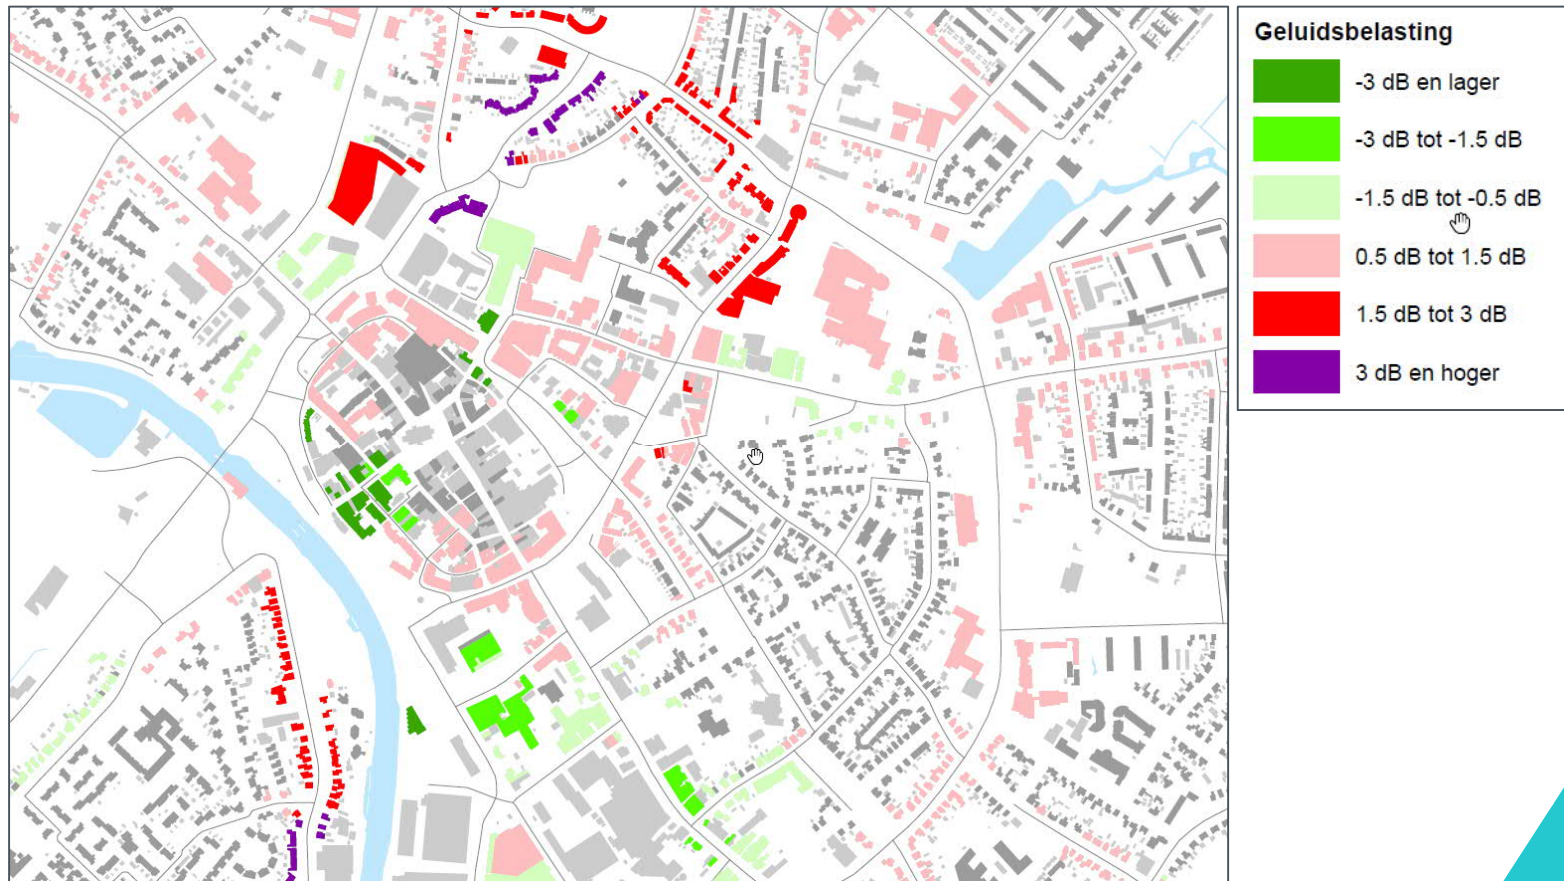 Geluidsbelasting
-3 dB en lager
-3 dB tot -1.5 dB
-1.5 dB tot -0.5 dB
0.5 dB tot 1.5 dB
1.5 dB tot 3 dB
3 dB en hoger